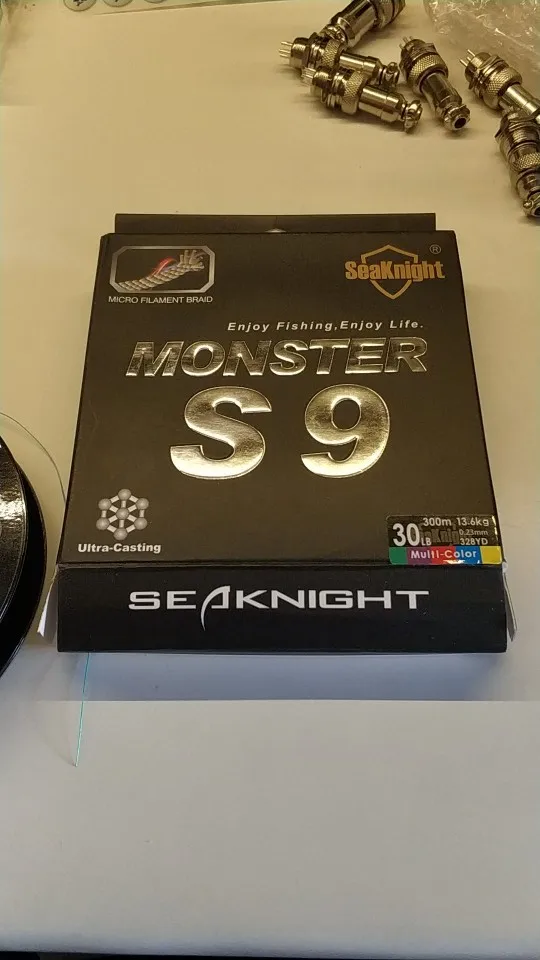 SeaKnight®
MICRO FILAMENT BRAID
Enjoy Fishing,Enjoy Life.
MONSTER
S 9
Ultra-Casting
300m 13.6kg
30LB 0.23mm
328YD
Multi-Color
SEAKNIGHT